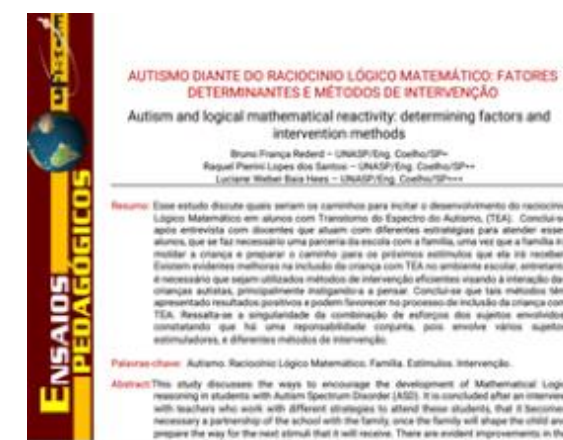 ENSAIOS
PEDAGÓGICOS
AUTISMO DIANTE DO RACIOCINIO LÓGICO MATEMÁTICO: FATORES
DETERMINANTES E MÉTODOS DE INTERVENÇÃO
Autism and logical mathematical reactivity: determining factors and
intervention methods
Bruno França Rederd – UNASP/Eng. Coelho/SP
Raquel Pierini Lopes dos Santos – UNASP/Eng. Coelho/SP
Luciane Weber Baia Hees – UNASP/Eng. Coelho/SP
Resumo: Esse estudo discute quais seriam os caminhos para incitar o desenvolvimento do raciocínio
Lógico Matemático em alunos com Transtorno do Espectro do Autismo, (TEA). Conclui-se
após entrevista com docentes que atuam com diferentes estratégias para atender esses
alunos, que se faz necessário uma parceria da escola com a família, uma vez que a família irá
moldar a criança e preparar o caminho para os próximos estímulos que ela irá receber.
Existem evidentes melhoras na inclusão da criança com TEA no ambiente escolar, entretanto
é necessário que sejam utilizados métodos de intervenção eficientes visando à interação das
crianças autistas, principalmente instigando-a a pensar. Conclui-se que tais métodos têm
apresentado resultados positivos e podem favorecer no processo de inclusão da criança com
TEA. Ressalta-se a singularidade da combinação de esforços dos sujeitos envolvidos
constatando que há uma reponsabilidade conjunta, pois envolve vários sujeitos
estimuladores, e diferentes métodos de intervenção.
Palavras-chave: Autismo. Raciocínio Lógico Matemático. Família. Estímulos. Intervenção.
Abstract: This study discusses the ways to encourage the development of Mathematical Logic
reasoning in students with Autism Spectrum Disorder (ASD). It is concluded after an interview
with teachers who work with different strategies to attend these students, that it becomes
necessary a partnership of the school with the family, once the family will shape the child and
prepare the way for the next stimuli that it will receive. There are evident improvements in the